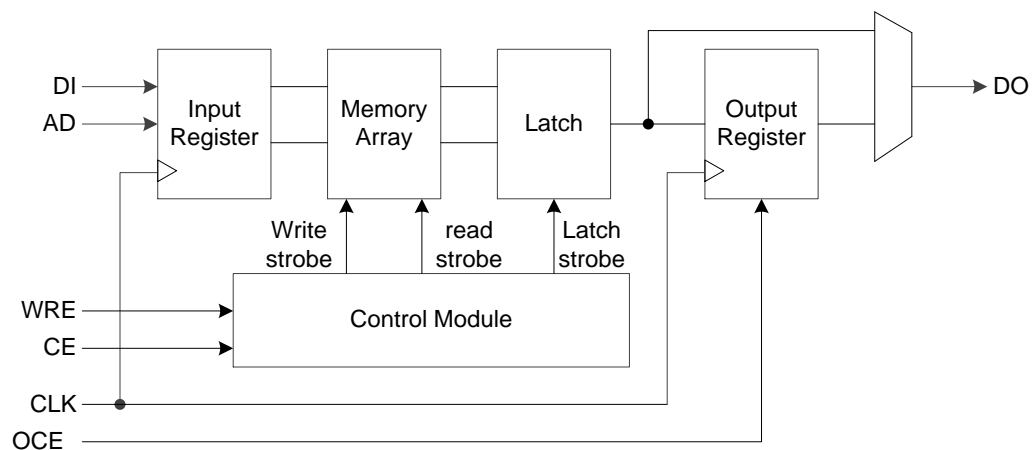 DI
AD
Input
Register
Memory
Array
Latch
Output
Register
DO
Write
strobe
read
strobe
Latch
strobe
WRE
CE
Control Module
CLK
OCE